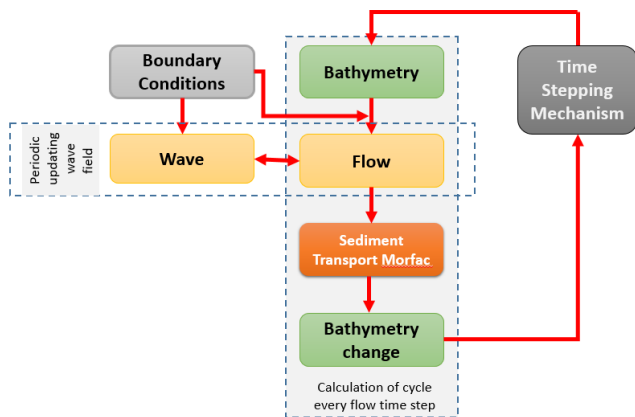 Boundary
Conditions
Bathymetry
Time
Stepping
Mechanism
Periodic
updating
wave
field
Wave
Flow
Sediment
Transport Morfac
Bathymetry
change
Calculation of cycle
every flow time step